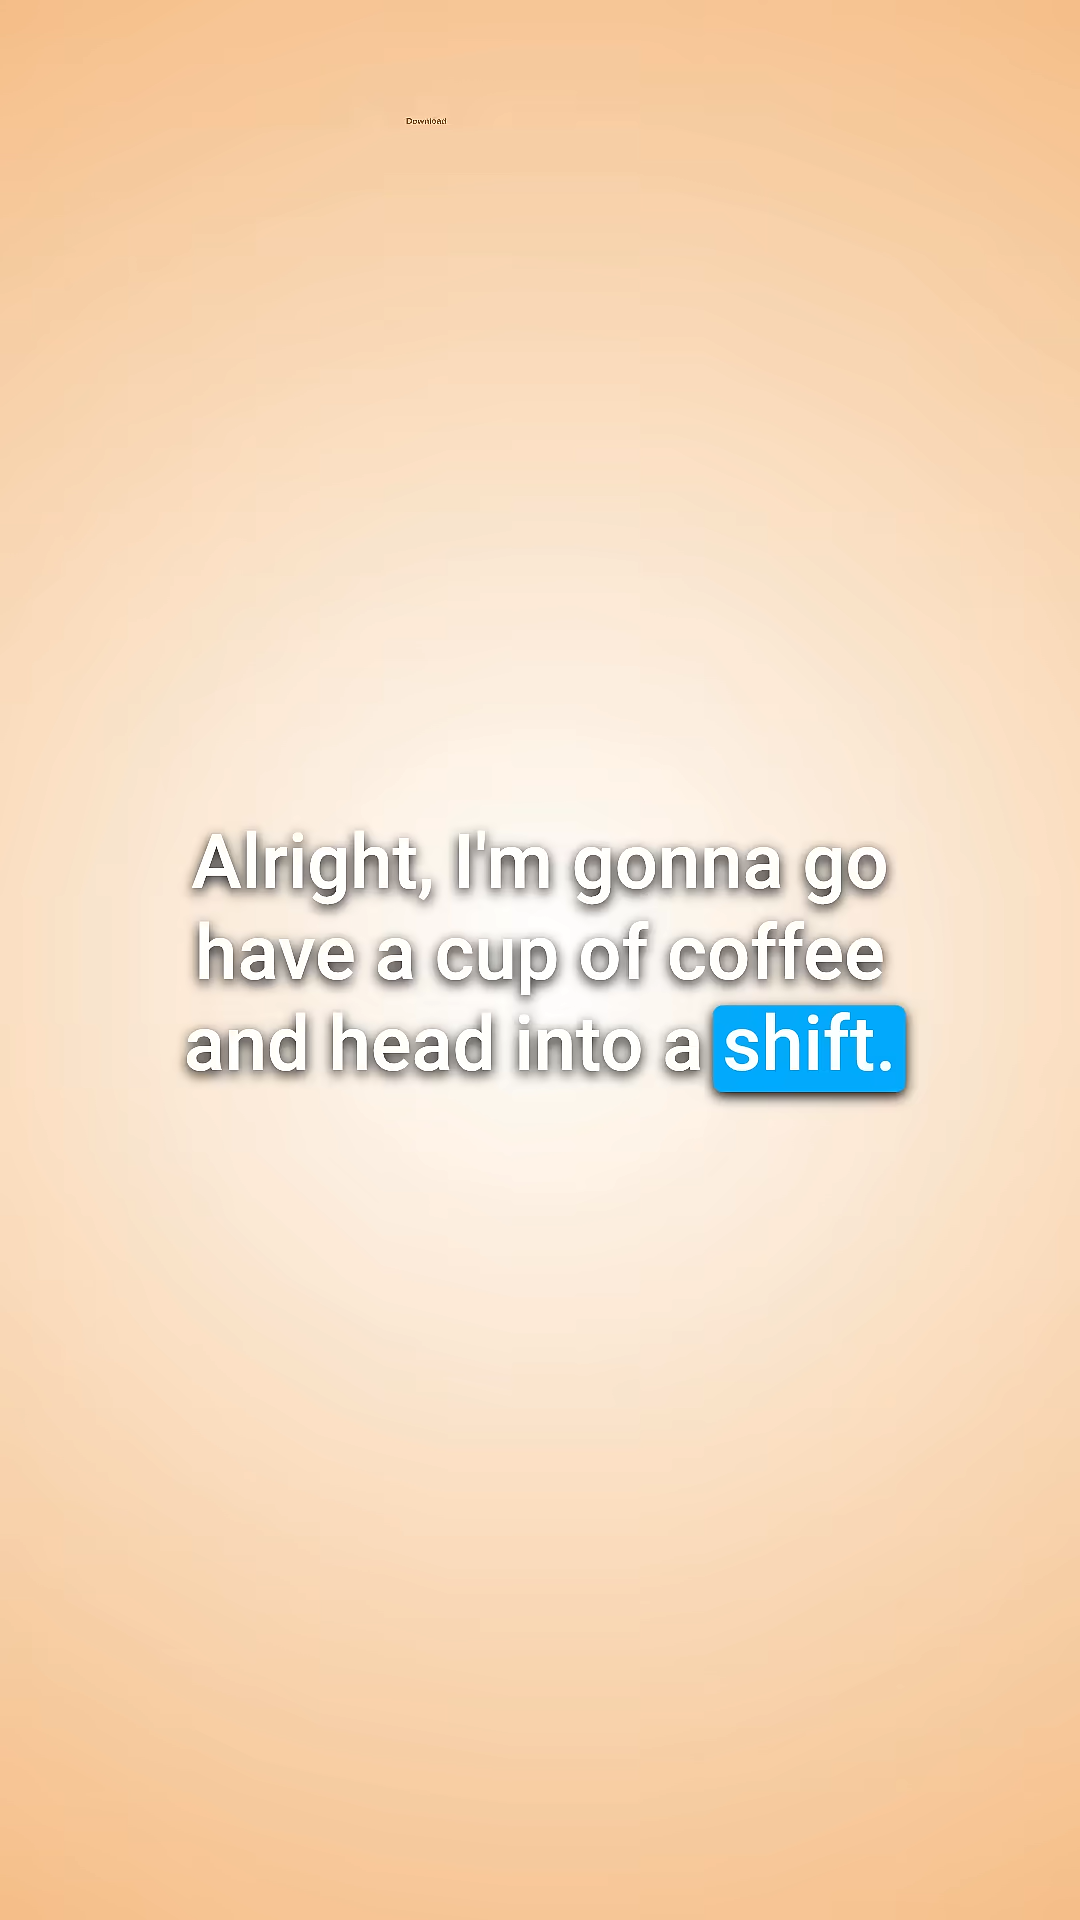 Download
Alright, I'm gonna go
have a cup of coffee
and head into a shift.